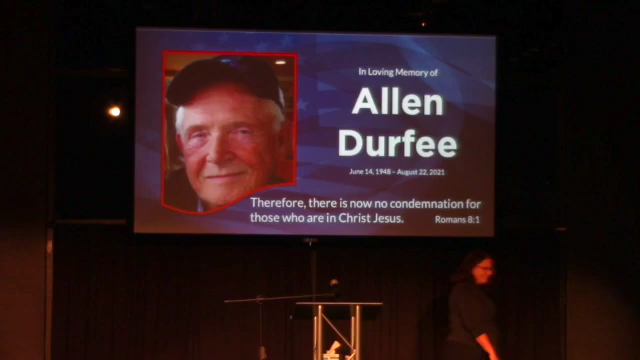 In Loving Memory of
Allen
Durfee
June 14, 1948 – August 22, 2021
Therefore, there is now no condemnation for
those who are in Christ Jesus.
Romans 8:1